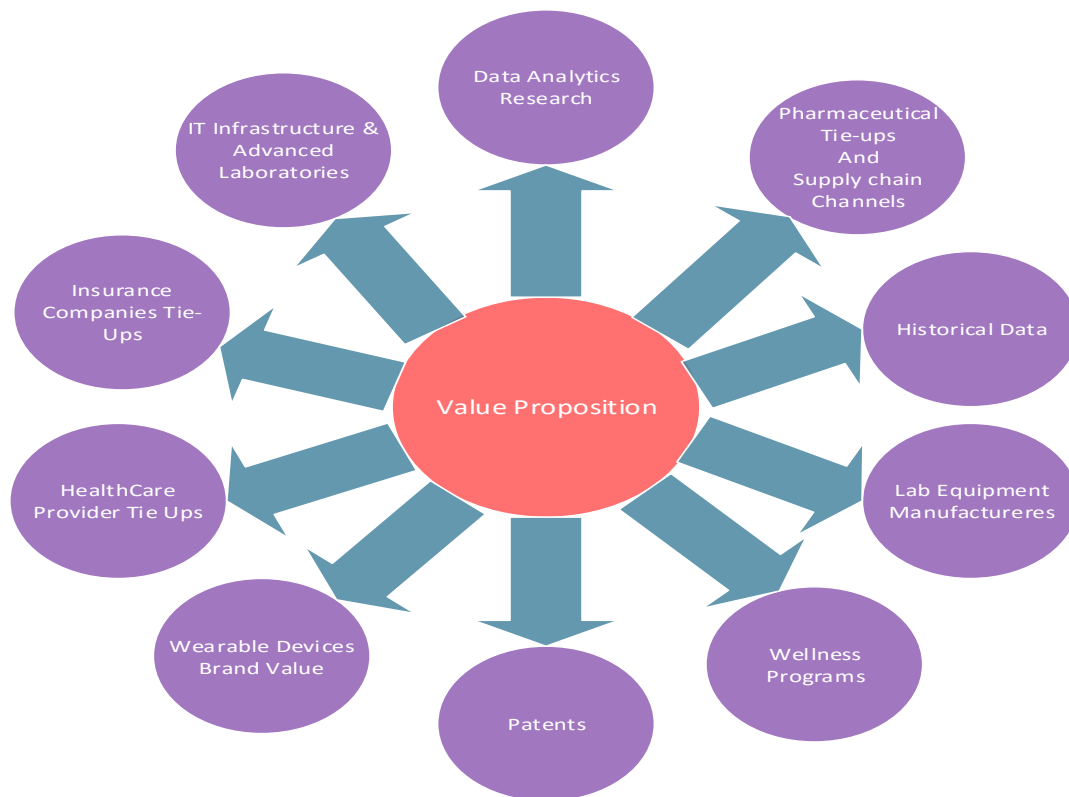 Data Analytics
Research
Pharmaceutical
Tie-ups
And
Supply chain
Channels
Historical Data
Lab Equipment
Manufactureres
Wellness
Programs
Patents
Wearable Devices
Brand Value
HealthCare
Provider Tie Ups
Insurance
Companies Tie-
Ups
IT Infrastructure &
Advanced
Laboratories
Value Proposition